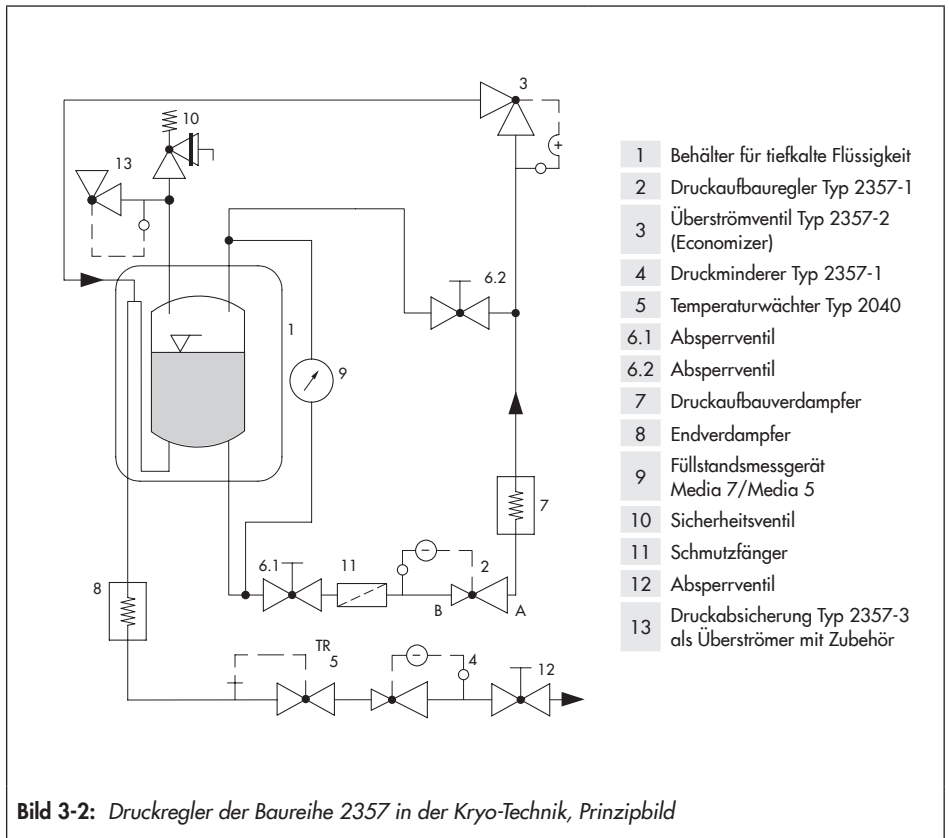 3
10
13
+
6.2
1
9
7
6.1
11
2
8
B
A
TR
5
4
12
1 Behälter für tiefkalte Flüssigkeit
2 Druckaufbauregler Typ 2357-1
3 Überströmventil Typ 2357-2
(Economizer)
4 Druckminderer Typ 2357-1
5 Temperaturwächter Typ 2040
6.1 Absperrventil
6.2 Absperrventil
7 Druckaufbauverdampfer
8 Endverdampfer
9 Füllstandsmessgerät
Media 7/Media 5
10 Sicherheitsventil
11 Schmutzfänger
12 Absperrventil
13 Druckabsicherung Typ 2357-3
als Überströmer mit Zubehör
Bild 3-2: Druckregler der Baureihe 2357 in der Kryo-Technik, Prinzipbild